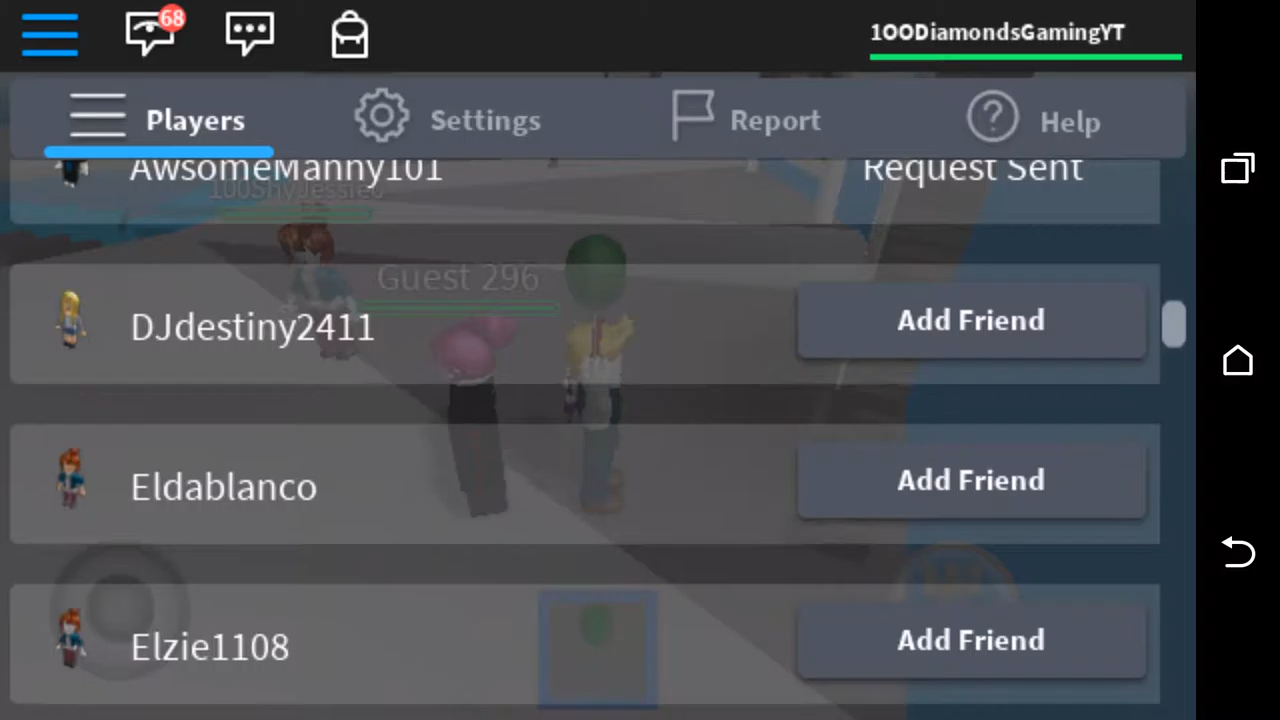 68
100DiamondsGamingYT
Players
Settings
Report
Help
AwsomeManny101
Request Sent
100ShyJessie0
Guest 296
DJdestiny2411
Add Friend
Eldablanco
Add Friend
Elzie1108
Add Friend